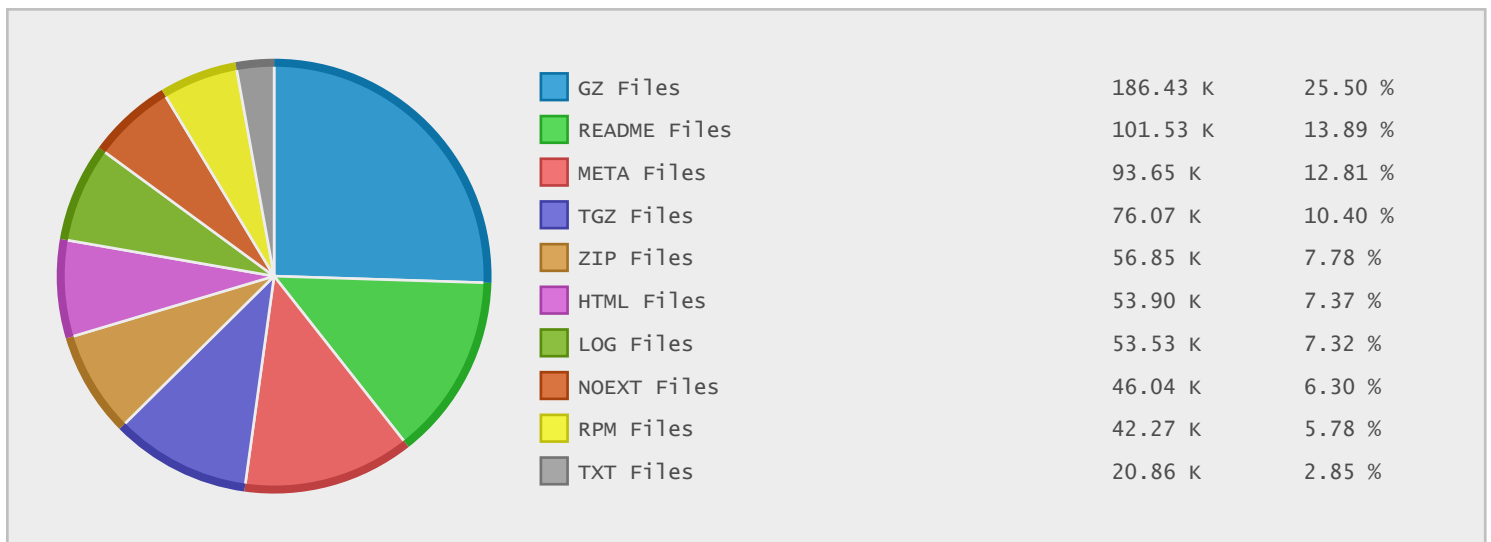 GZ Files 186.43 K 25.50 %
README Files 101.53 K 13.89 %
META Files 93.65 K 12.81 %
TGZ Files 76.07 K 10.40 %
ZIP Files 56.85 K 7.78 %
HTML Files 53.90 K 7.37 %
LOG Files 53.53 K 7.32 %
NOEXT Files 46.04 K 6.30 %
RPM Files 42.27 K 5.78 %
TXT Files 20.86 K 2.85 %